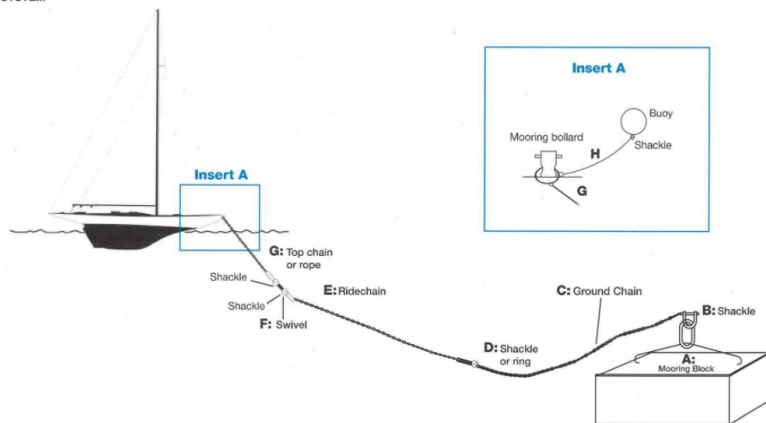 Insert A
Buoy
Mooring bollard
Shackle
H
G
Insert A
G: Top chain
or rope
Shackle
E: Ridechain
C: Ground Chain
Shackle
B: Shackle
F: Swivel
D: Shackle
or ring
A:
Mooring Block